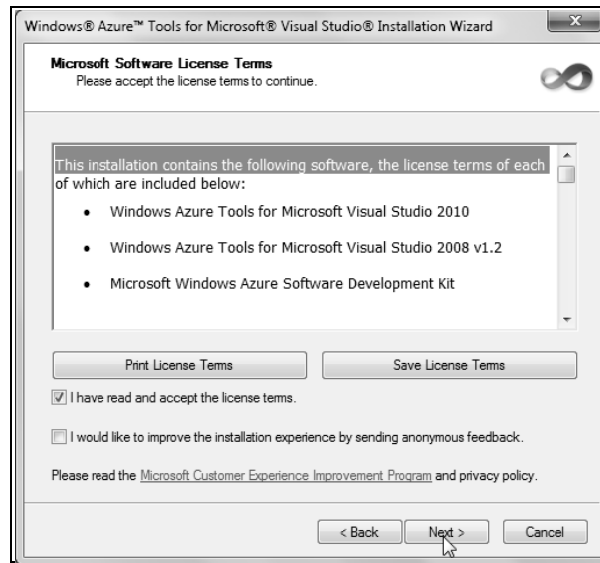 Windows® Azure™ Tools for Microsoft® Visual Studio® Installation Wizard
Microsoft Software License Terms
Please accept the license terms to continue.
This installation contains the following software, the license terms of each
of which are included below:
• Windows Azure Tools for Microsoft Visual Studio 2010
• Windows Azure Tools for Microsoft Visual Studio 2008 v1.2
• Microsoft Windows Azure Software Development Kit
Print License Terms Save License Terms
I have read and accept the license terms.
I would like to improve the installation experience by sending anonymous feedback.
Please read the Microsoft Customer Experience Improvement Program and privacy policy.
< Back Next > Cancel